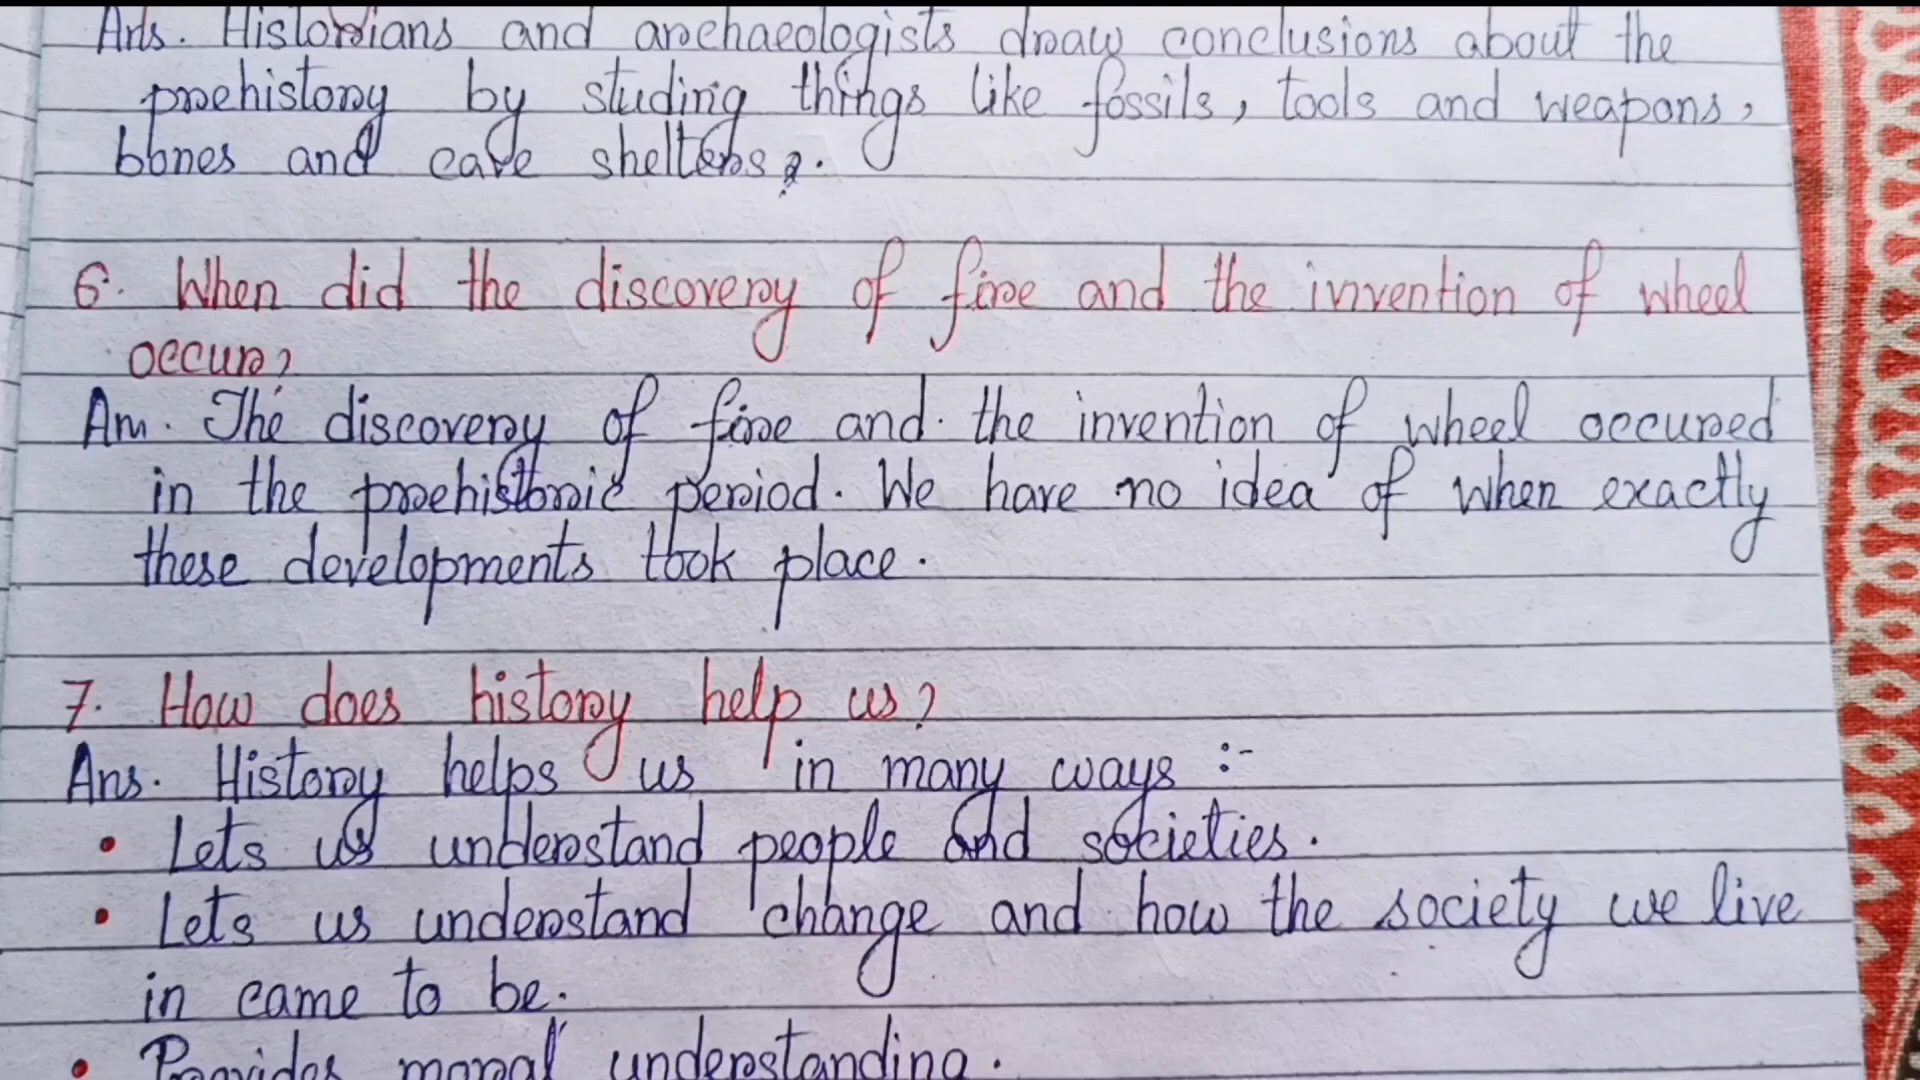 Ans. Historians and archaeologists draw conclusions about the
prehistory by studing things like fossils, tools and weapons,
bones and cave shelters.
6. When did the discovery of fire and the invention of wheel
occur?
Ans. The discovery of fire and the invention of wheel occured
in the prehistoric period. We have no idea of when exactly
these developments took place.
7. How does history help us?
Ans. History helps us in many ways :-
• Lets us understand people and societies.
• Lets us understand change and how the society we live
in came to be.
• Provides moral understanding.